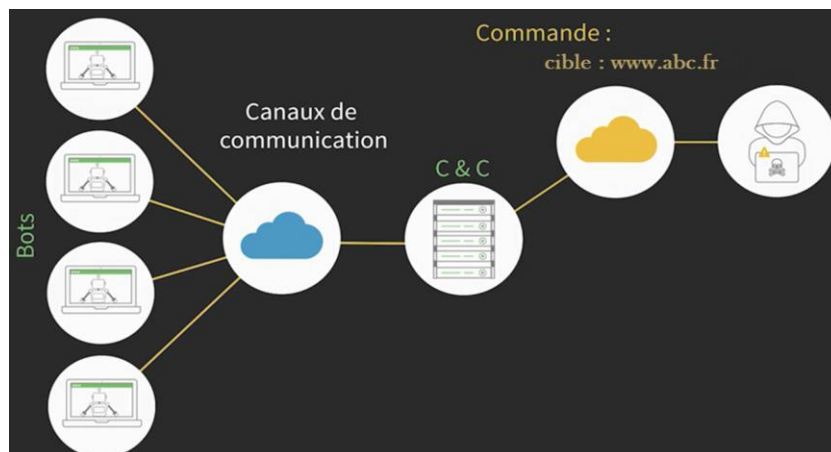 Commande :
cible : www.abc.fr
Canaux de
communication
C & C
Bots